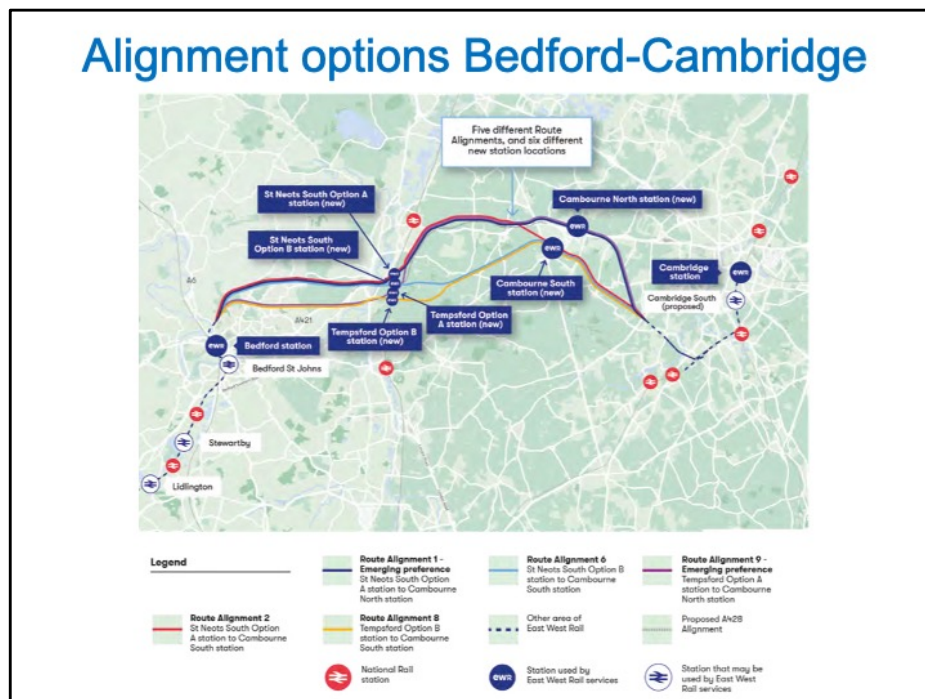 Alignment options Bedford-Cambridge
Five different Route
Alignments, and six different
new station locations
St Neots South Option A
station (new)
Cambourne North station (new)
St Neots South
Option B station (new)
Cambridge
station
ewr
ewr
ewr
A6
Cambourne South
station (new)
Cambridge South
(proposed)
A421
Tempsford Option B
station (new)
Tempsford Option
A station (new)
ewr
Bedford station
Bedford St Johns
Stewartby
Lidlington
Legend
Route Alignment 1 -
Emerging preference
St Neots South Option
A station to Cambourne
North station
Route Alignment 6
St Neots South Option B
station to Cambourne
South station
Route Alignment 9 -
Emerging preference
Tempsford Option A
station to Cambourne
North station
Route Alignment 2
St Neots South Option
A station to Cambourne
South station
Route Alignment 8
Tempsford Option B
station to Cambourne
South station
Other area of
East West Rail
Proposed A428
Alignment
National Rail
station
ewr
Station used by
East West Rail services
Station that may be
used by East West
Rail services